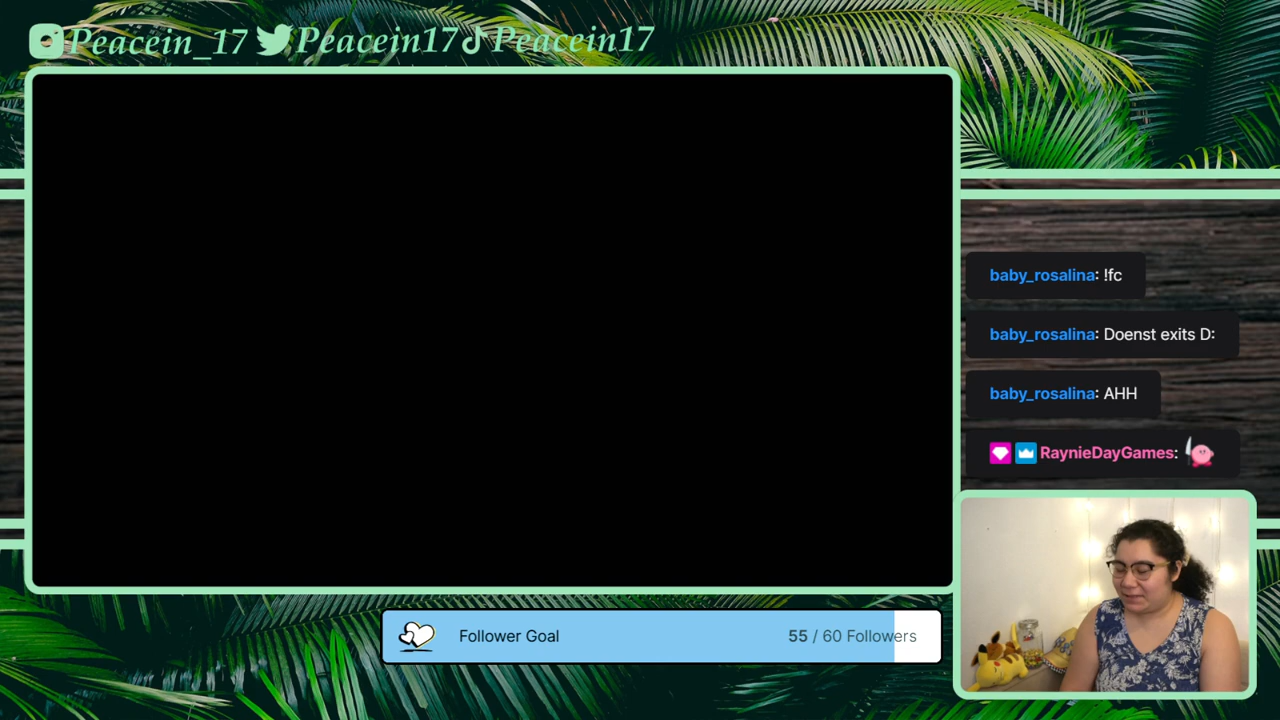 Peacein_17 Peacein17 Peacein17
baby_rosalina: !fc
baby_rosalina: Doenst exits D:
baby_rosalina: AHH
RaynieDayGames:
Follower Goal 55 / 60 Followers